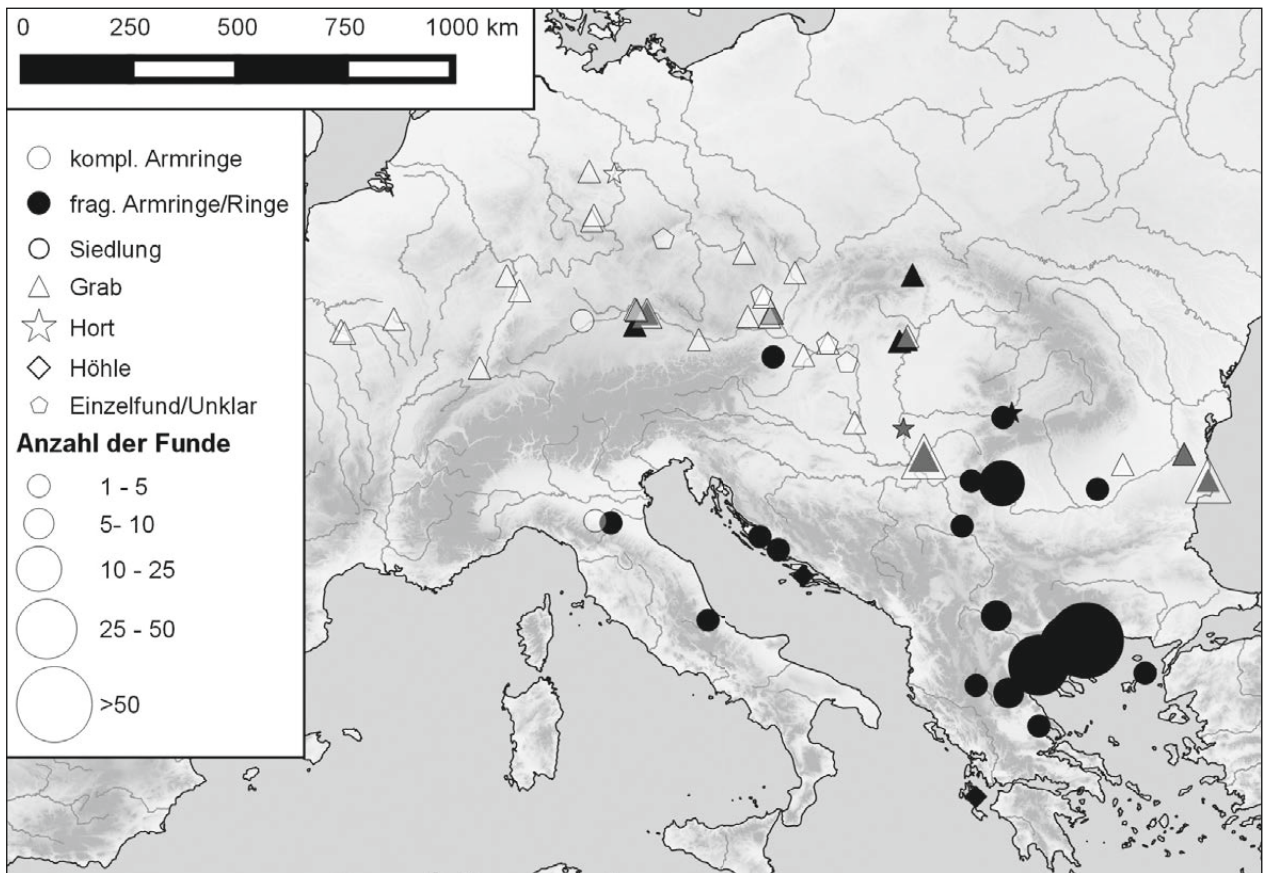 0 250 500 750 1000 km
kompl. Armringe
frag. Armringe/Ringe
Siedlung
Grab
Hort
Höhle
Einzelfund/Unklar
Anzahl der Funde
1 - 5
5- 10
10 - 25
25 - 50
>50